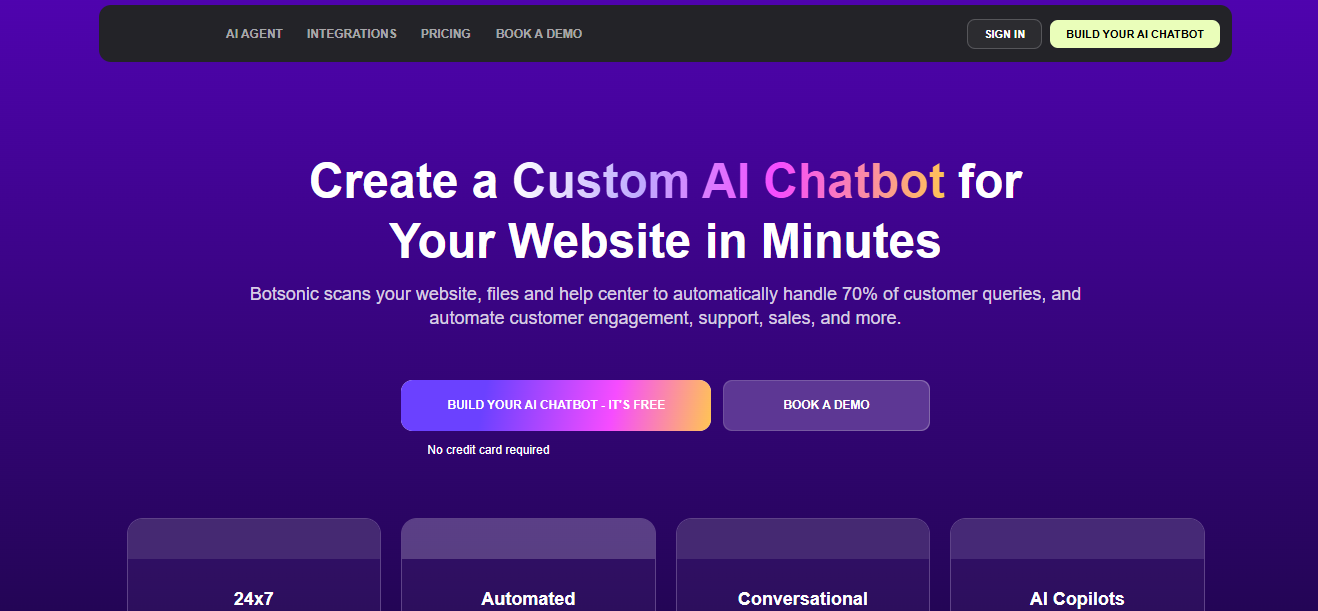 AI AGENT INTEGRATIONS PRICING BOOK A DEMO SIGN IN BUILD YOUR AI CHATBOT
Create a Custom AI Chatbot for
Your Website in Minutes
Botsonic scans your website, files and help center to automatically handle 70% of customer queries, and
automate customer engagement, support, sales, and more.
BUILD YOUR AI CHATBOT - IT'S FREE BOOK A DEMO
No credit card required
24x7 Automated Conversational AI Copilots